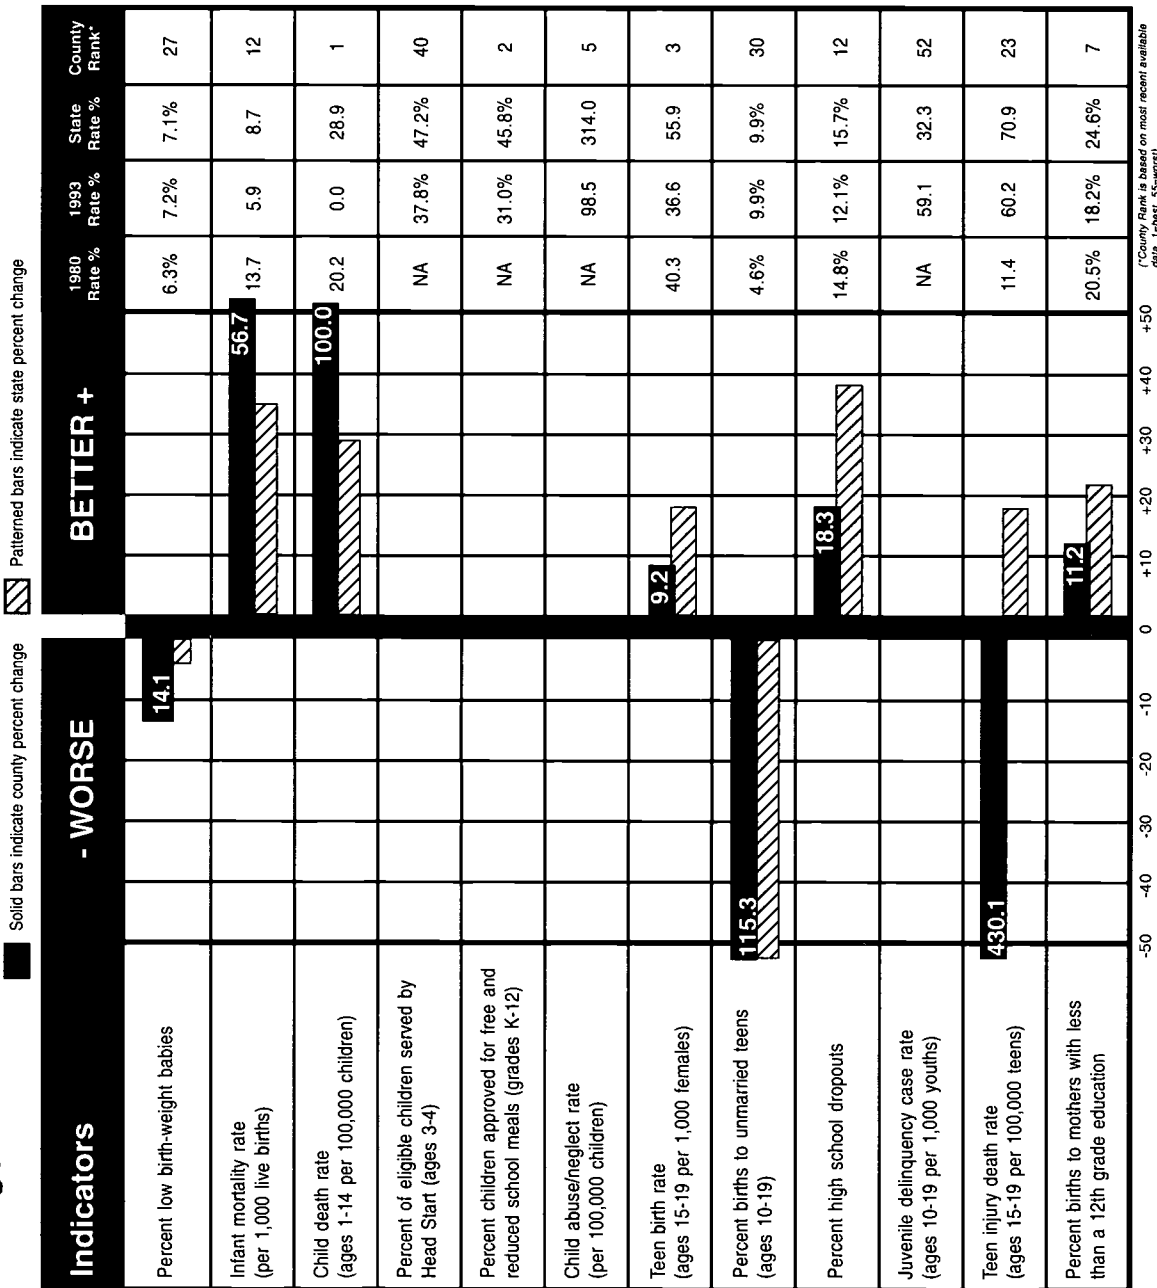 Solid bars indicate county percent change
Patterned bars indicate state percent change
Indicators
- WORSE
BETTER +
1980
Rate %
1993
Rate %
State
Rate %
County
Rank*
Percent low birth-weight babies
14.1
6.3%
7.2%
7.1%
27
Infant mortality rate
(per 1,000 live births)
56.7
13.7
5.9
8.7
12
Child death rate
(ages 1-14 per 100,000 children)
100.0
20.2
0.0
28.9
1
Percent of eligible children served by
Head Start (ages 3-4)
NA
37.8%
47.2%
40
Percent children approved for free and
reduced school meals (grades K-12)
NA
31.0%
45.8%
2
Child abuse/neglect rate
(per 100,000 children)
NA
98.5
314.0
5
Teen birth rate
(ages 15-19 per 1,000 females)
9.2
40.3
36.6
55.9
3
Percent births to unmarried teens
(ages 10-19)
115.3
4.6%
9.9%
9.9%
30
Percent high school dropouts
18.3
14.8%
12.1%
15.7%
12
Juvenile delinquency case rate
(ages 10-19 per 1,000 youths)
NA
59.1
32.3
52
Teen injury death rate
(ages 15-19 per 100,000 teens)
430.1
11.4
60.2
70.9
23
Percent births to mothers with less
than a 12th grade education
11.2
20.5%
18.2%
24.6%
7
-50 -40 -30 -20 -10 0 +10 +20 +30 +40 +50
(*County Rank is based on most recent available
data, 1=best, 55=worst)